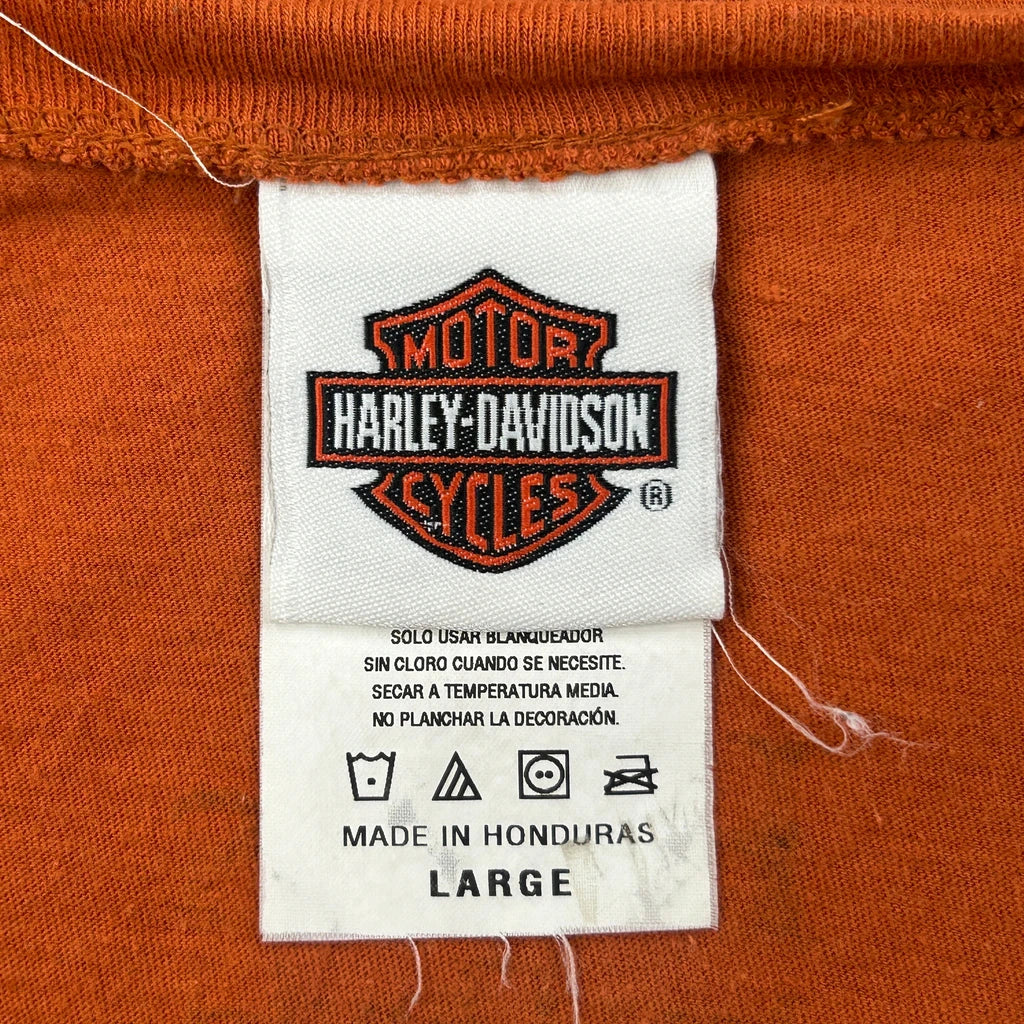 MOTOR
HARLEY-DAVIDSON
CYCLES
®
SOLO USAR BLANQUEADOR
SIN CLORO CUANDO SE NECESITE.
SECAR A TEMPERATURA MEDIA.
NO PLANCHAR LA DECORACIÓN.
MADE IN HONDURAS
LARGE